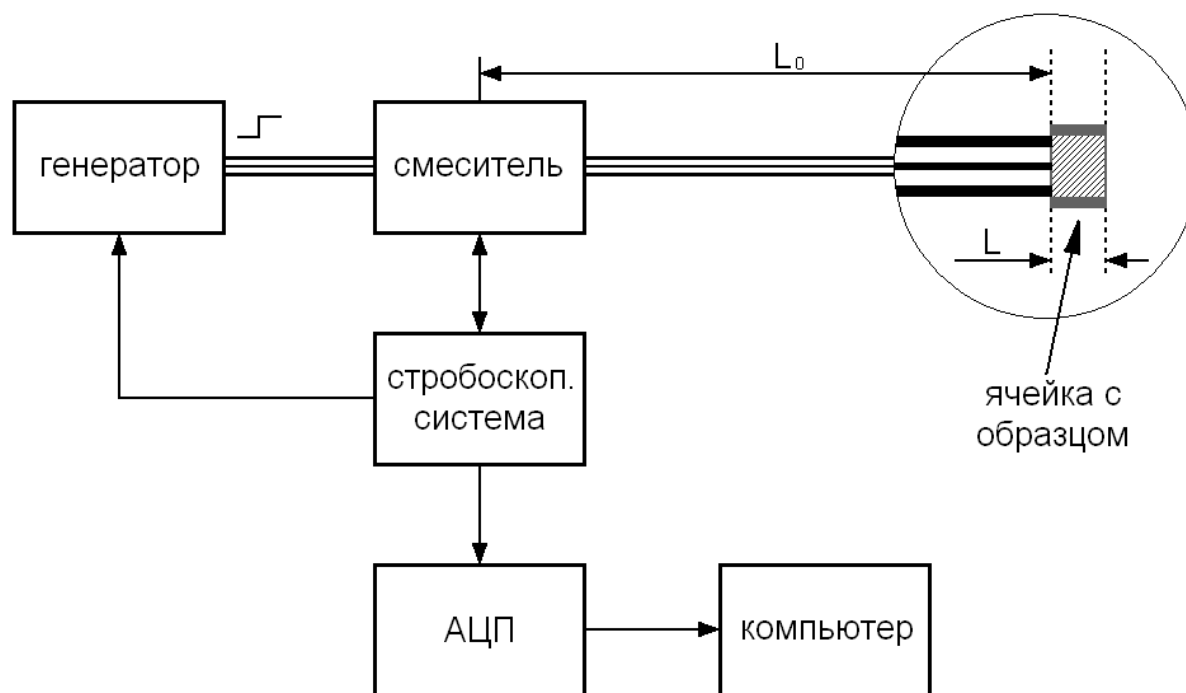 L₀
генератор
смеситель
L
стробоскоп.
система
ячейка с
образцом
АЦП
компьютер